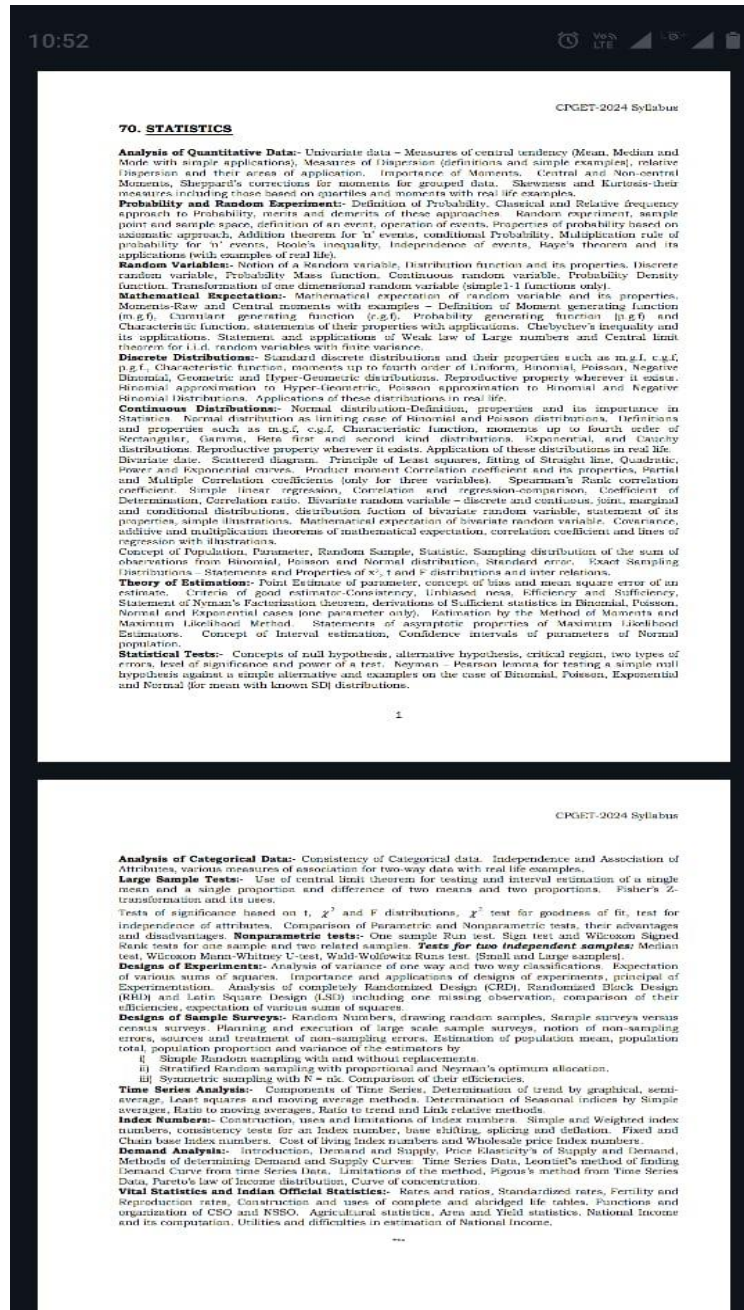 10:52
Vo))
LTE
CPGET-2024 Syllabus
70. STATISTICS
Analysis of Quantitative Data:- Univariate data – Measures of central tendency (Mean, Median and
Mode with simple applications), Measures of Dispersion (definitions and simple examples), relative
Dispersion and their areas of application. Importance of Moments. Central and Non-central
Moments, Sheppard's corrections for moments for grouped data. Skewness and Kurtosis-their
measures including those based on quartiles and moments with real life examples.
Probability and Random Experiment:- Definition of Probability, Classical and Relative frequency
approach to Probability, merits and demerits of these approaches. Random experiment, sample
point and sample space, definition of an event, operation of events. Properties of probability based on
axiomatic approach, Addition theorem for 'n' events, conditional Probability, Multiplication rule of
probability for 'n' events, Boole's inequality, Independence of events, Baye's theorem and its
applications (with examples of real life).
Random Variables:- Notion of a Random variable, Distribution function and its properties. Discrete
random variable, Probability Mass function, Continuous random variable, Probability Density
function, Transformation of one dimensional random variable (simple1-1 functions only).
Mathematical Expectation:- Mathematical expectation of random variable and its properties,
Moments-Raw and Central moments with examples – Definition of Moment generating function
(m.g.f), Cumulant generating function (c.g.f). Probability generating function (p.g.f) and
Characteristic function, statements of their properties with applications. Chebychev's inequality and
its applications. Statement and applications of Weak law of Large numbers and Central limit
theorem for i.i.d. random variables with finite variance.
Discrete Distributions:- Standard discrete distributions and their properties such as m.g.f, c.g.f,
p.g.f., Characteristic function, moments up to fourth order of Uniform, Binomial, Poisson, Negative
Binomial, Geometric and Hyper-Geometric distributions. Reproductive property wherever it exists.
Binomial approximation to Hyper-Geometric, Poisson approximation to Binomial and Negative
Binomial Distributions. Applications of these distributions in real life.
Continuous Distributions:- Normal distribution-Definition, properties and its importance in
Statistics. Normal distribution as limiting case of Binomial and Poisson distributions. Definitions
and properties such as m.g.f, c.g.f, Characteristic function, moments up to fourth order of
Rectangular, Gamma, Beta first and second kind distributions. Exponential, and Cauchy
distributions. Reproductive property wherever it exists. Application of these distributions in real life.
Bivariate date. Scattered diagram. Principle of Least squares, fitting of Straight line, Quadratic,
Power and Exponential curves. Product moment Correlation coefficient and its properties, Partial
and Multiple Correlation coefficients (only for three variables). Spearman's Rank correlation
coefficient. Simple linear regression, Correlation and regression-comparison, Coefficient of
Determination, Correlation ratio. Bivariate random variable – discrete and continuous, joint, marginal
and conditional distributions, distribution fuction of bivariate random variable, statement of its
properties, simple illustrations. Mathematical expectation of bivariate random variable. Covariance,
additive and multiplication theorems of mathematical expectation, correlation coefficient and lines of
regression with illustrations.
Concept of Population, Parameter, Random Sample, Statistic, Sampling distribution of the sum of
observations from Binomial, Poisson and Normal distribution, Standard error. Exact Sampling
Distributions – Statements and Properties of x², t and F distributions and inter relations.
Theory of Estimation:- Point Estimate of parameter, concept of bias and mean square error of an
estimate. Criteria of good estimator-Consistency, Unbiased ness, Efficiency and Sufficiency,
Statement of Nyman's Factorization theorem, derivations of Sufficient statistics in Binomial, Poisson,
Normal and Exponential cases (one parameter only). Estimation by the Method of Moments and
Maximum Likelihood Method. Statements of asymptotic properties of Maximum Likelihood
Estimators. Concept of Interval estimation, Confidence intervals of parameters of Normal
population.
Statistical Tests:- Concepts of null hypothesis, alternative hypothesis, critical region, two types of
errors, level of significance and power of a test. Neyman – Pearson lemma for testing a simple null
hypothesis against a simple alternative and examples on the case of Binomial, Poisson, Exponential
and Normal (for mean with known SD) distributions.
1
CPGET-2024 Syllabus
Analysis of Categorical Data:- Consistency of Categorical data. Independence and Association of
Attributes, various measures of association for two-way data with real life examples.
Large Sample Tests:- Use of central limit theorem for testing and interval estimation of a single
mean and a single proportion and difference of two means and two proportions. Fisher's Z-
transformation and its uses.
Tests of significance based on t, χ² and F distributions, χ² test for goodness of fit, test for
independence of attributes. Comparison of Parametric and Nonparametric tests, their advantages
and disadvantages. Nonparametric tests:- One sample Run test, Sign test and Wilcoxon Signed
Rank tests for one sample and two related samples. Tests for two independent samples: Median
test, Wilcoxon Mann-Whitney U-test, Wald-Wolfowitz Runs test. (Small and Large samples).
Designs of Experiments:- Analysis of variance of one way and two way classifications. Expectation
of various sums of squares. Importance and applications of designs of experiments, principal of
Experimentation. Analysis of completely Randomized Design (CRD), Randomized Block Design
(RBD) and Latin Square Design (LSD) including one missing observation, comparison of their
efficiencies, expectation of various sums of squares.
Designs of Sample Surveys:- Random Numbers, drawing random samples, Sample surveys versus
census surveys. Planning and execution of large scale sample surveys, notion of non-sampling
errors, sources and treatment of non-sampling errors. Estimation of population mean, population
total, population proportion and variance of the estimators by
i) Simple Random sampling with and without replacements.
ii) Stratified Random sampling with proportional and Neyman's optimum allocation.
iii) Symmetric sampling with N = nk. Comparison of their efficiencies.
Time Series Analysis:- Components of Time Series, Determination of trend by graphical, semi-
average, Least squares and moving average methods. Determination of Seasonal indices by Simple
averages, Ratio to moving averages, Ratio to trend and Link relative methods.
Index Numbers:- Construction, uses and limitations of index numbers. Simple and Weighted index
numbers, consistency tests for an Index number, base shifting, splicing and deflation. Fixed and
Chain base Index numbers. Cost of living Index numbers and Wholesale price Index numbers.
Demand Analysis:- Introduction, Demand and Supply, Price Elasticity's of Supply and Demand,
Methods of determining Demand and Supply Curves: Time Series Data, Leontief's method of finding
Demand Curve from time Series Data, Limitations of the method, Pigous's method from Time Series
Data, Pareto's law of Income distribution, Curve of concentration.
Vital Statistics and Indian Official Statistics:- Rates and ratios, Standardized rates, Fertility and
Reproduction rates, Construction and uses of complete and abridged life tables. Functions and
organization of CSO and NSSO. Agricultural statistics, Area and Yield statistics. National Income
and its computation. Utilities and difficulties in estimation of National Income.
***